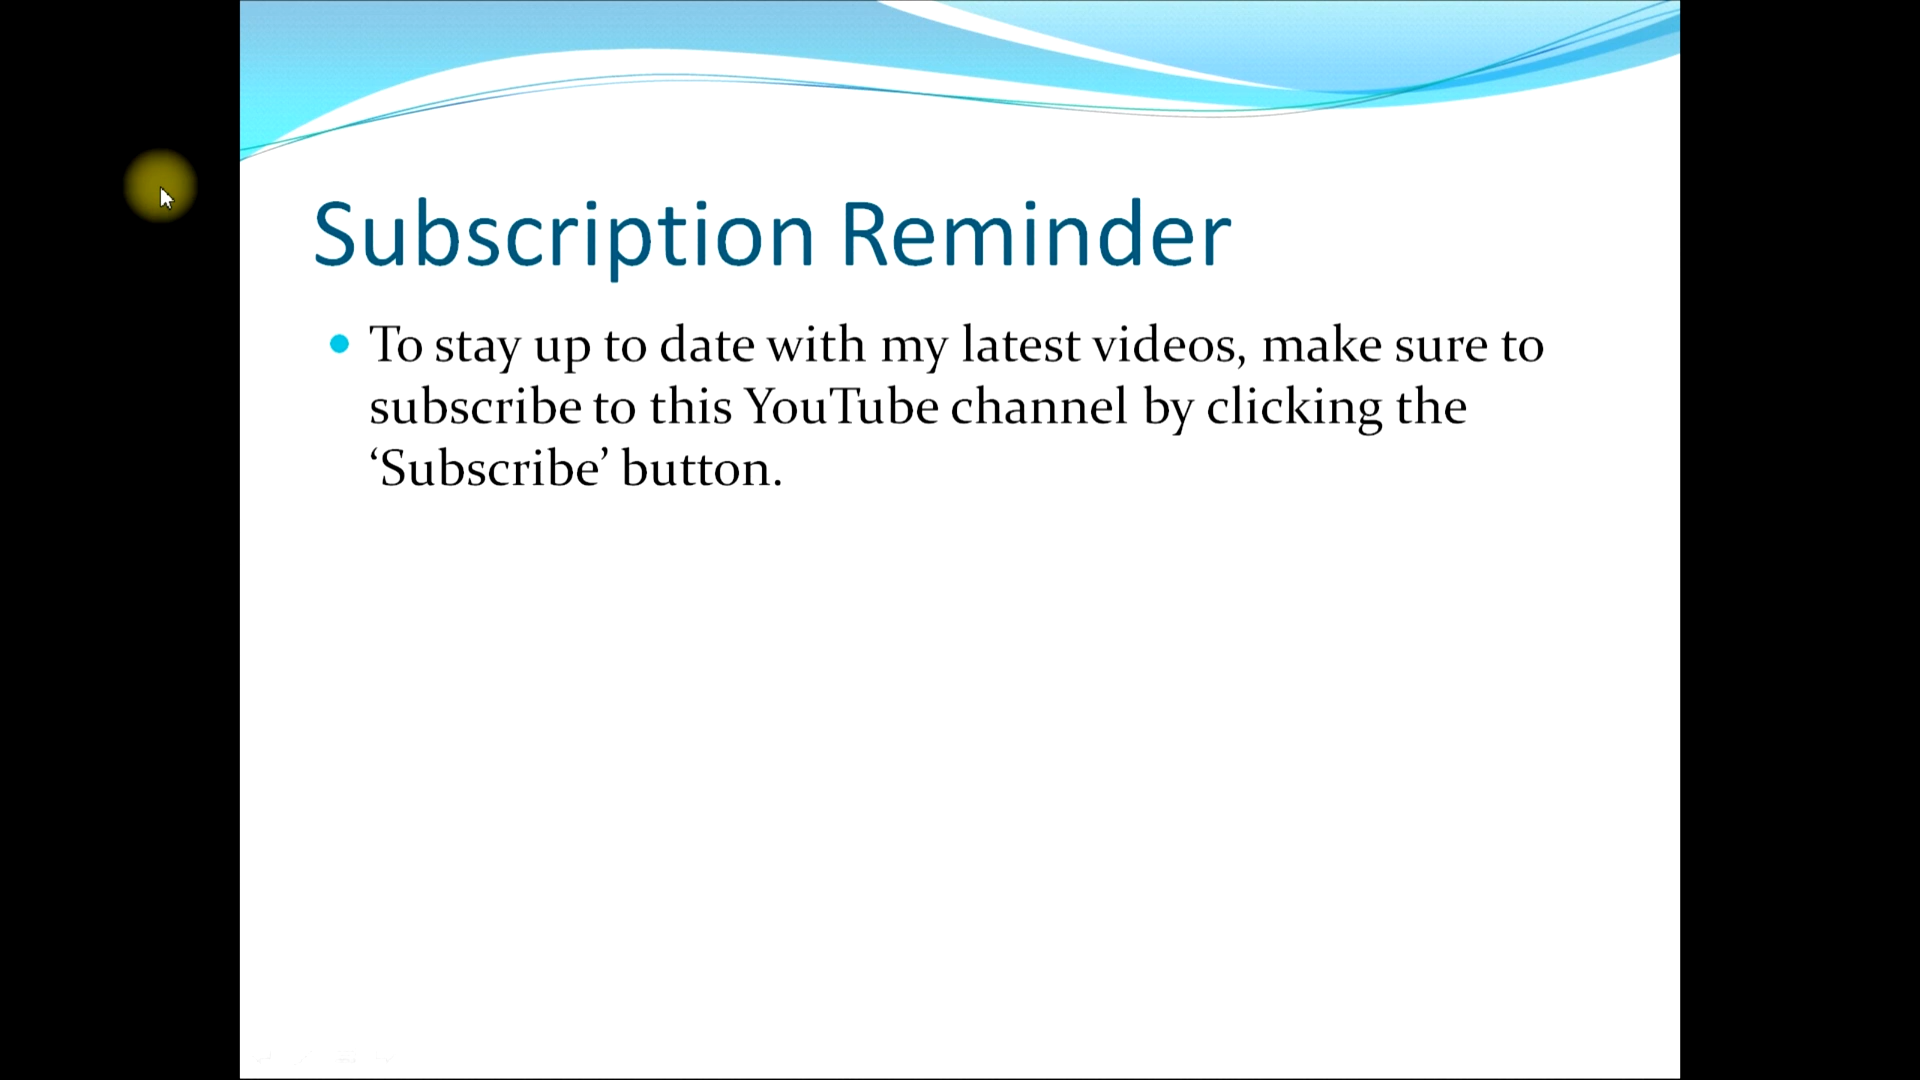 Subscription Reminder
To stay up to date with my latest videos, make sure to
subscribe to this YouTube channel by clicking the
‘Subscribe’ button.